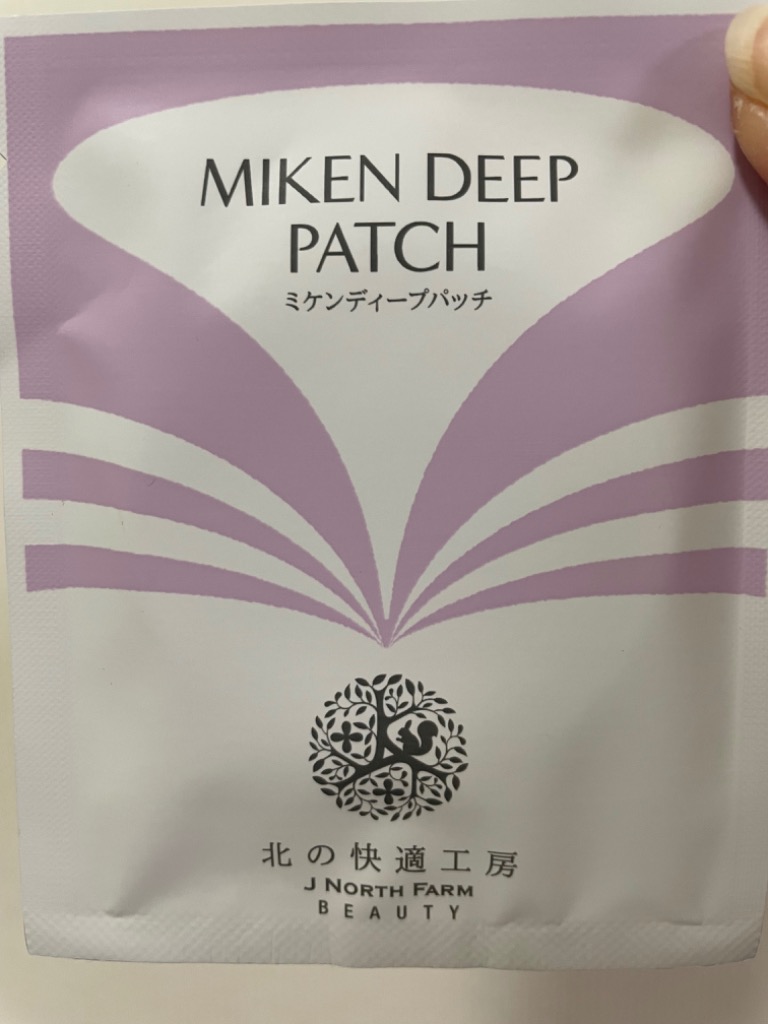 MIKEN DEEP
PATCH
ミケンディープパッチ
北の快適工房
J NORTH FARM
BEAUTY